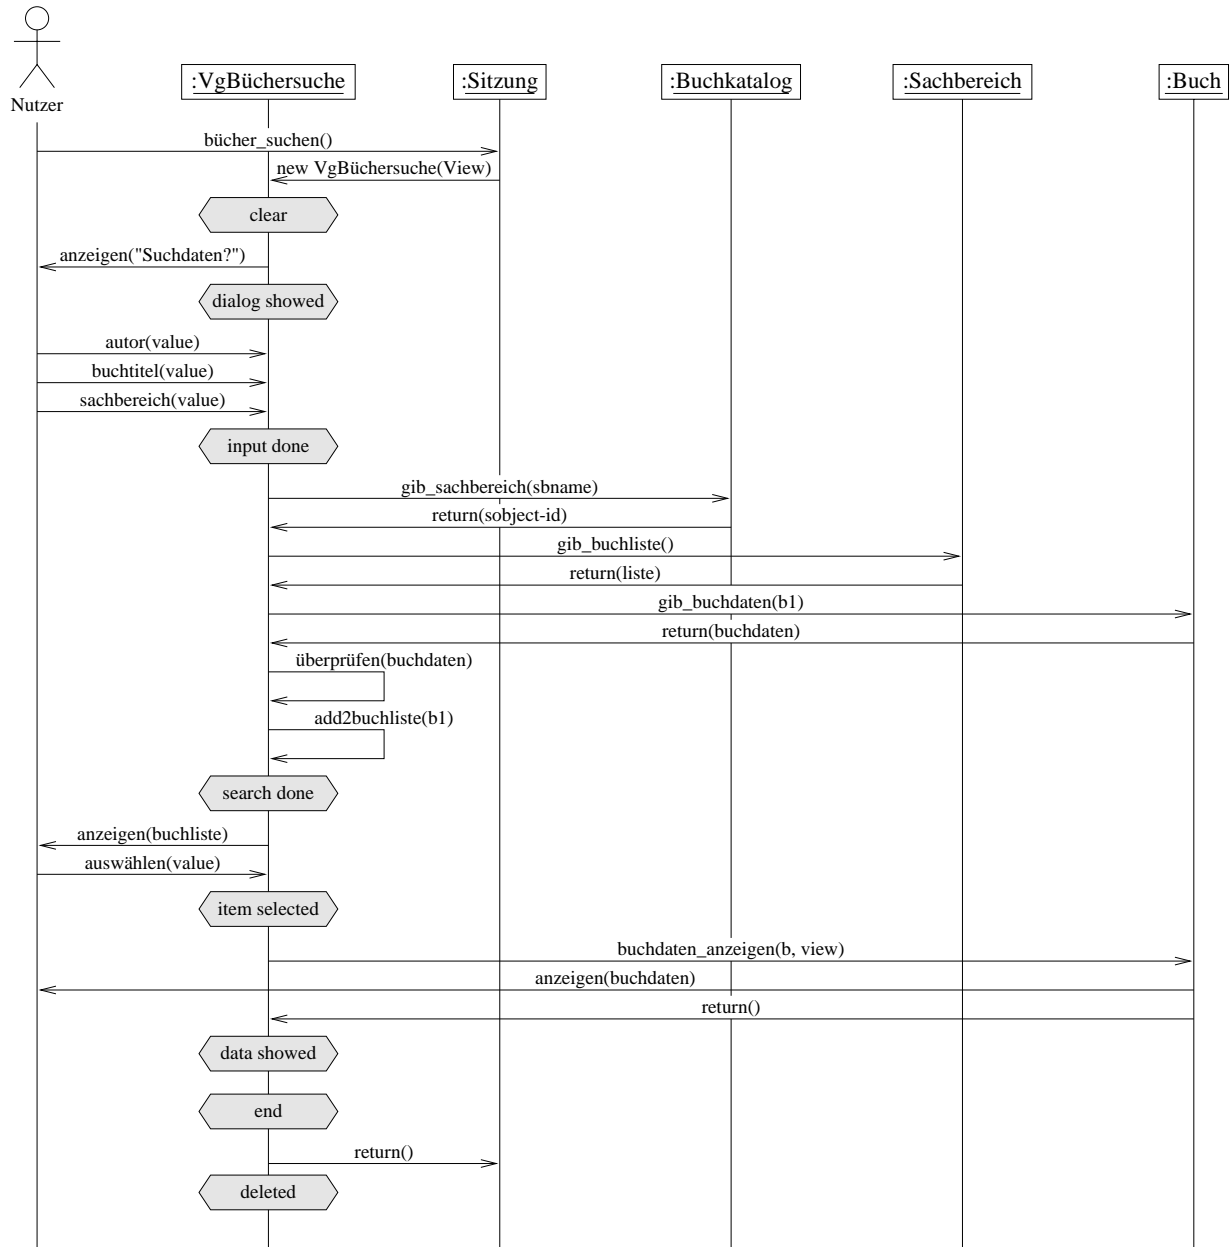 Nutzer
:VgBüchersuche
:Sitzung
:Buchkatalog
:Sachbereich
:Buch
bücher_suchen()
new VgBüchersuche(View)
clear
anzeigen("Suchdaten?")
dialog showed
autor(value)
buchtitel(value)
sachbereich(value)
input done
gib_sachbereich(sbname)
return(sobject-id)
gib_buchliste()
return(liste)
gib_buchdaten(b1)
return(buchdaten)
überprüfen(buchdaten)
add2buchliste(b1)
search done
anzeigen(buchliste)
auswählen(value)
item selected
buchdaten_anzeigen(b, view)
anzeigen(buchdaten)
return()
data showed
end
return()
deleted